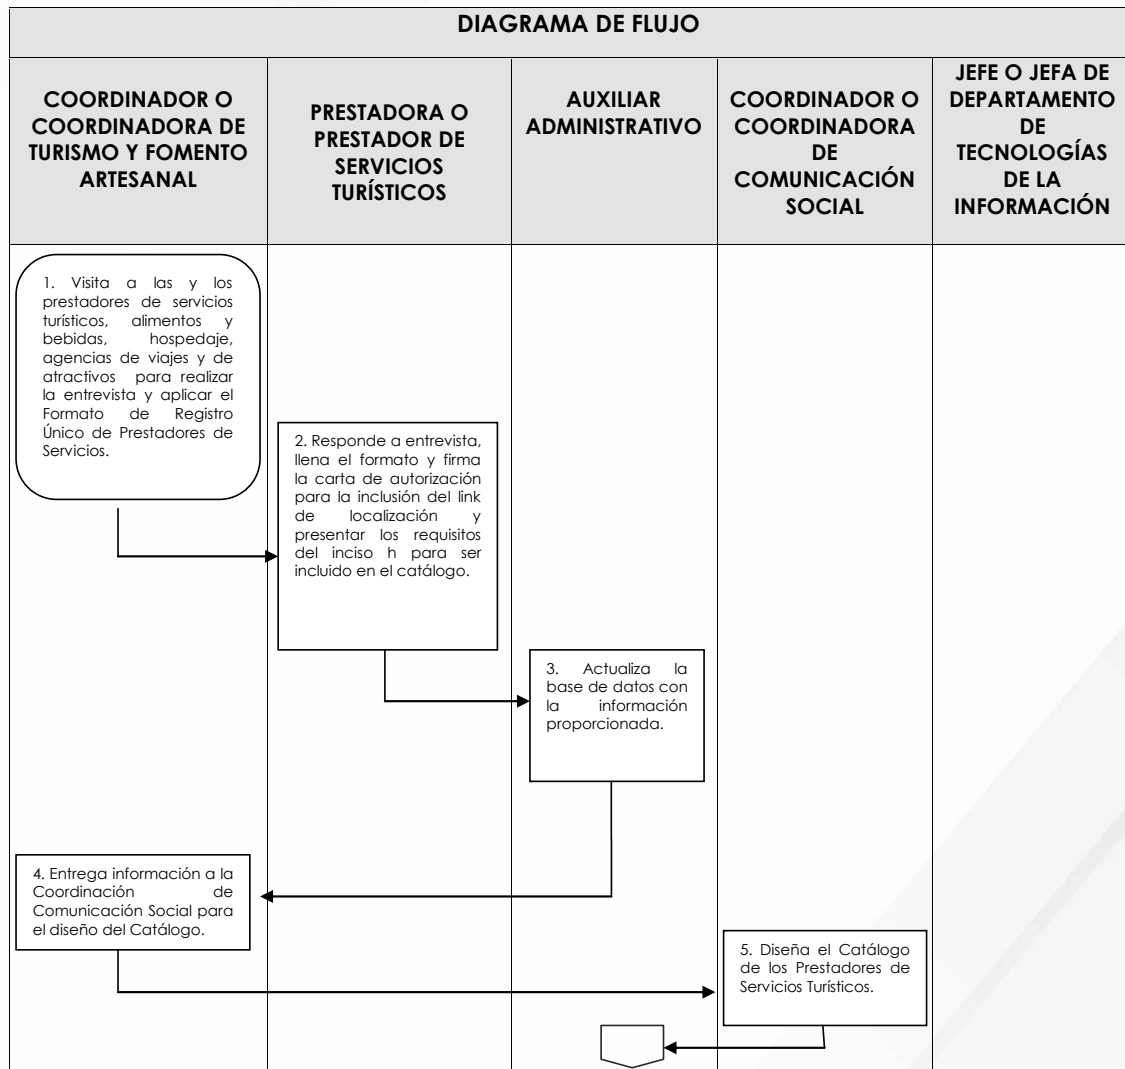 DIAGRAMA DE FLUJO
COORDINADOR O
COORDINADORA DE
TURISMO Y FOMENTO
ARTESANAL
PRESTADORA O
PRESTADOR DE
SERVICIOS
TURÍSTICOS
AUXILIAR
ADMINISTRATIVO
COORDINADOR O
COORDINADORA
DE
COMUNICACIÓN
SOCIAL
JEFE O JEFA DE
DEPARTAMENTO
DE
TECNOLOGÍAS
DE LA
INFORMACIÓN
1. Visita a las y los
prestadores de servicios
turísticos, alimentos y
bebidas, hospedaje,
agencias de viajes y de
atractivos para realizar
la entrevista y aplicar el
Formato de Registro
Único de Prestadores de
Servicios.
2. Responde a entrevista,
llena el formato y firma
la carta de autorización
para la inclusión del link
de localización y
presentar los requisitos
del inciso h para ser
incluido en el catálogo.
3. Actualiza la
base de datos con
la información
proporcionada.
4. Entrega información a la
Coordinación de
Comunicación Social para
el diseño del Catálogo.
5. Diseña el Catálogo
de los Prestadores de
Servicios Turísticos.